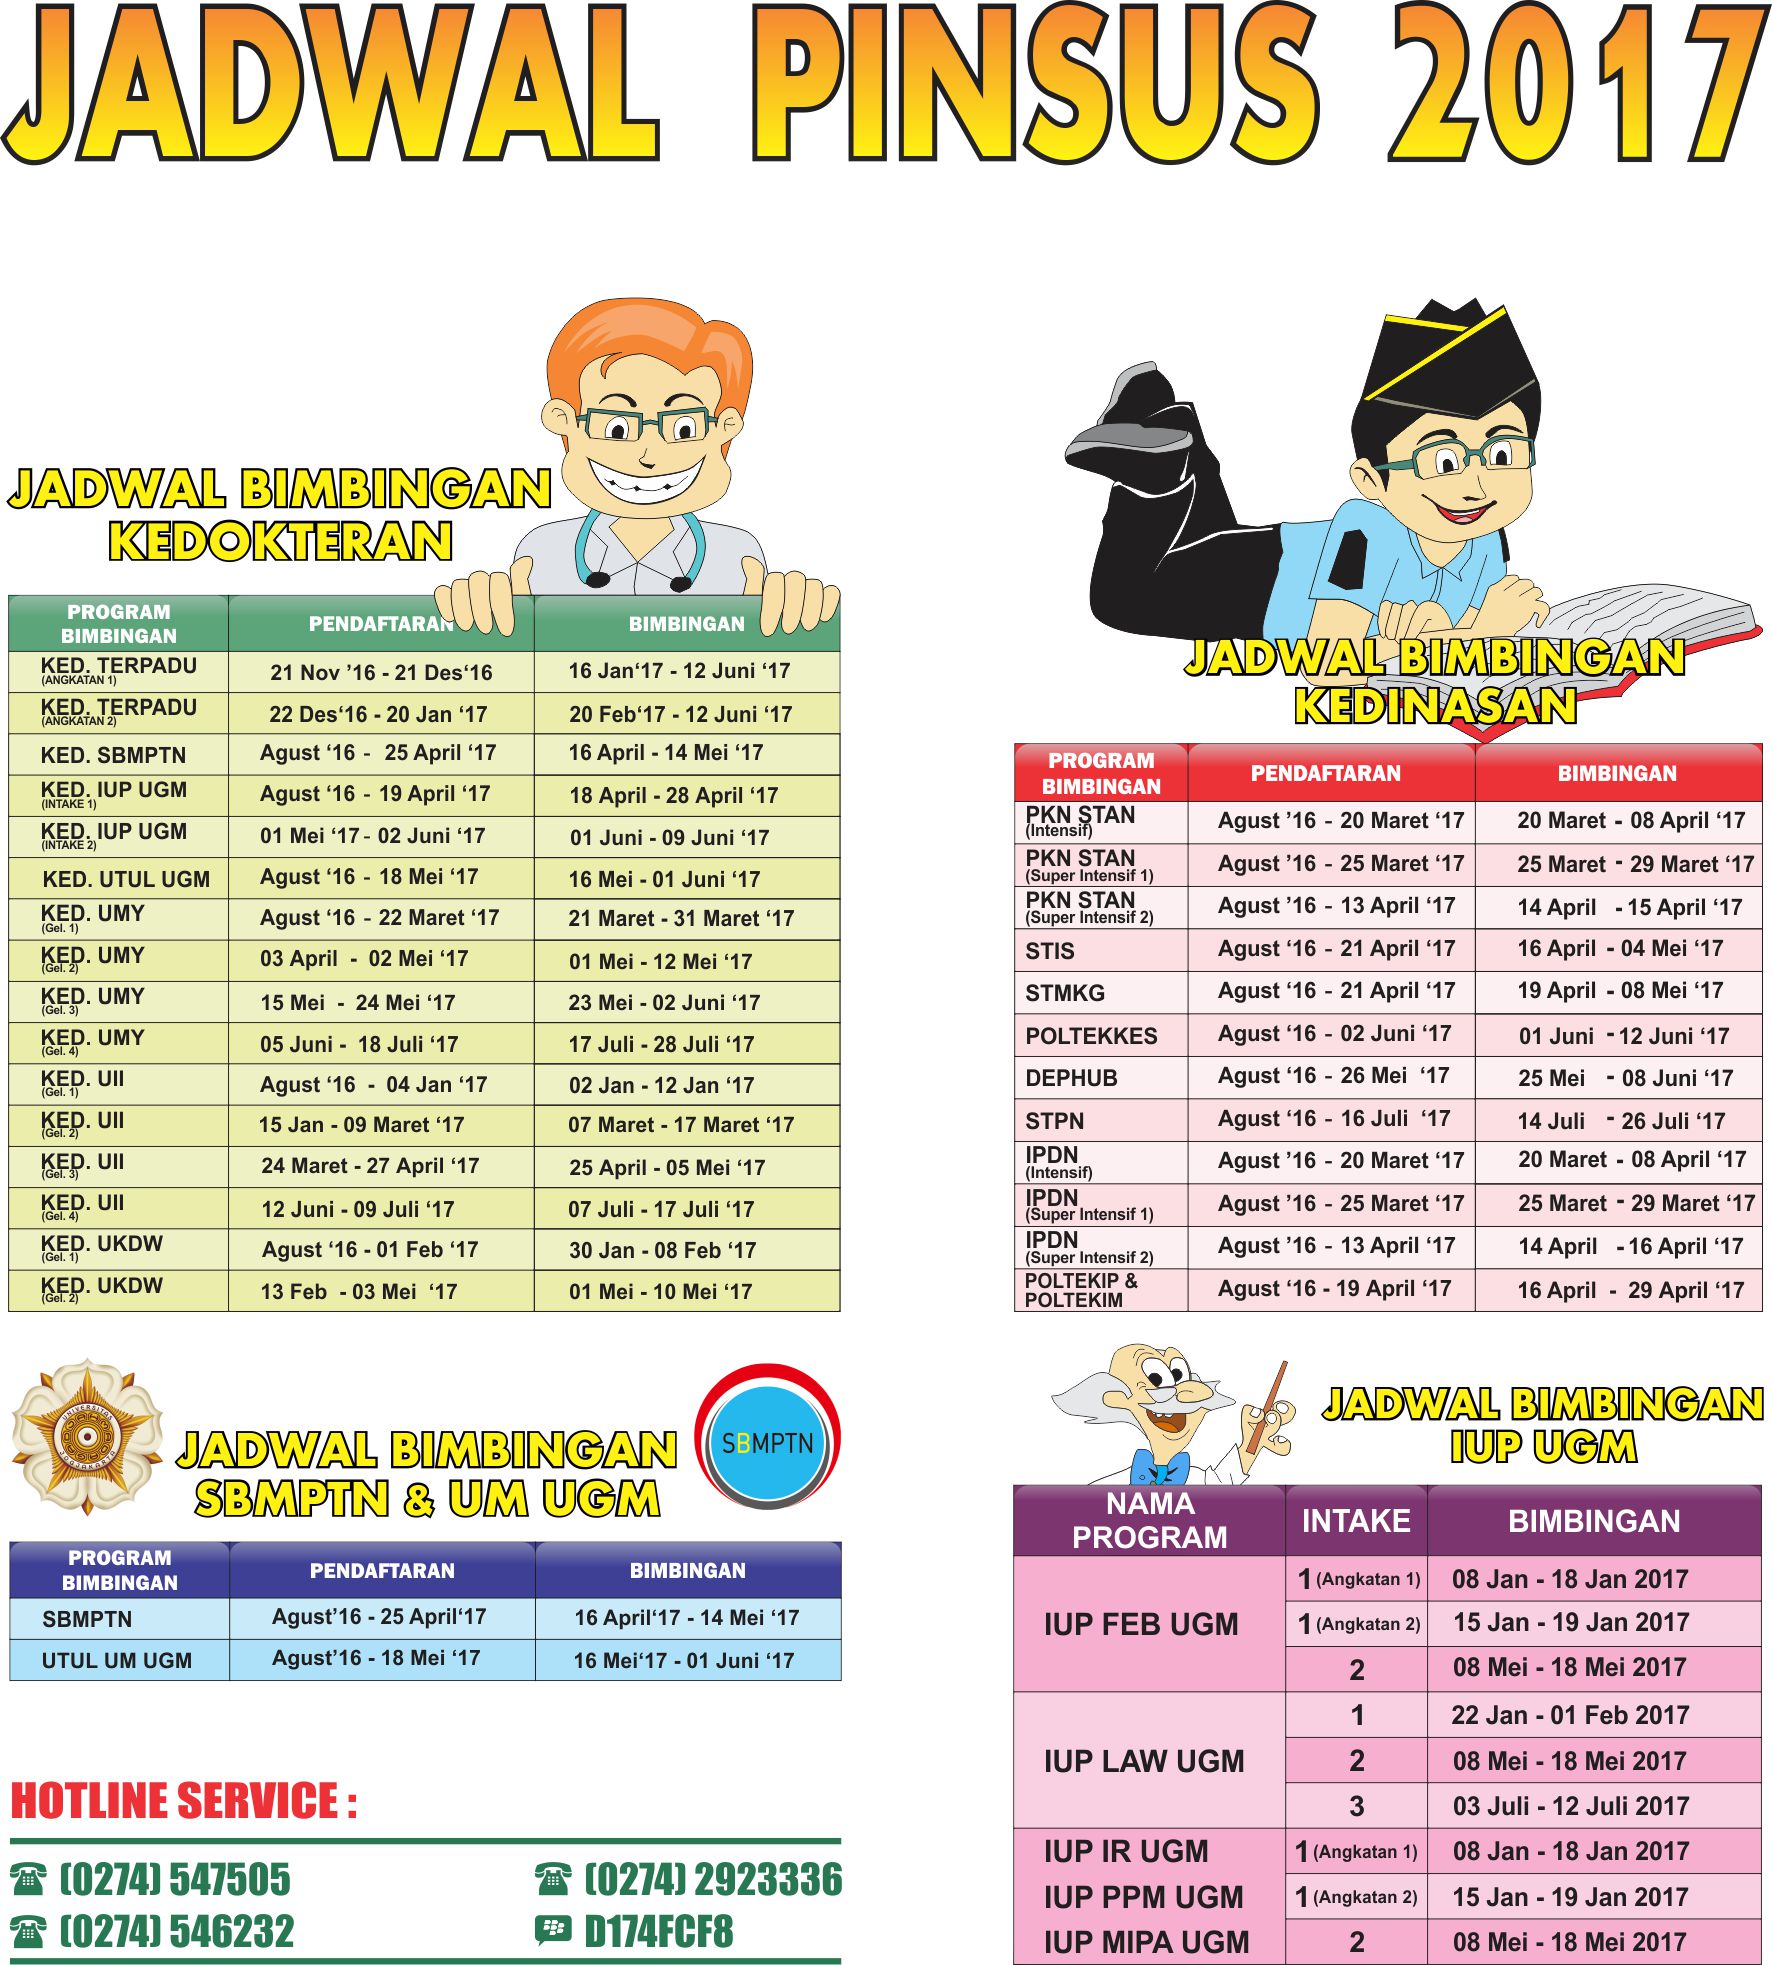 JADWAL PINSUS 2017
JADWAL BIMBINGAN
KEDOKTERAN
PROGRAM
BIMBINGAN
PENDAFTARAN
BIMBINGAN
KED. TERPADU
(ANGKATAN 1)
21 Nov ’16 - 21 Des‘16
16 Jan‘17 - 12 Juni ‘17
KED. TERPADU
(ANGKATAN 2)
22 Des‘16 - 20 Jan ‘17
20 Feb‘17 - 12 Juni ‘17
KED. SBMPTN
Agust ‘16 - 25 April ‘17
16 April - 14 Mei ‘17
KED. IUP UGM
(INTAKE 1)
Agust ‘16 - 19 April ‘17
18 April - 28 April ‘17
KED. IUP UGM
(INTAKE 2)
01 Mei ‘17 - 02 Juni ‘17
01 Juni - 09 Juni ‘17
KED. UTUL UGM
Agust ‘16 - 18 Mei ‘17
16 Mei - 01 Juni ‘17
KED. UMY
(Gel. 1)
Agust ‘16 - 22 Maret ‘17
21 Maret - 31 Maret ‘17
KED. UMY
(Gel. 2)
03 April - 02 Mei ‘17
01 Mei - 12 Mei ‘17
KED. UMY
(Gel. 3)
15 Mei - 24 Mei ‘17
23 Mei - 02 Juni ‘17
KED. UMY
(Gel. 4)
05 Juni - 18 Juli ‘17
17 Juli - 28 Juli ‘17
KED. UII
(Gel. 1)
Agust ‘16 - 04 Jan ‘17
02 Jan - 12 Jan ‘17
KED. UII
(Gel. 2)
15 Jan - 09 Maret ‘17
07 Maret - 17 Maret ‘17
KED. UII
(Gel. 3)
24 Maret - 27 April ‘17
25 April - 05 Mei ‘17
KED. UII
(Gel. 4)
12 Juni - 09 Juli ‘17
07 Juli - 17 Juli ‘17
KED. UKDW
(Gel. 1)
Agust ‘16 - 01 Feb ‘17
30 Jan - 08 Feb ‘17
KED. UKDW
(Gel. 2)
13 Feb - 03 Mei ‘17
01 Mei - 10 Mei ‘17
JADWAL BIMBINGAN
KEDINASAN
PROGRAM
BIMBINGAN
PENDAFTARAN
BIMBINGAN
PKN STAN
(Intensif)
Agust ’16 - 20 Maret ‘17
20 Maret - 08 April ‘17
PKN STAN
(Super Intensif 1)
Agust ’16 - 25 Maret ‘17
25 Maret - 29 Maret ‘17
PKN STAN
(Super Intensif 2)
Agust ’16 - 13 April ‘17
14 April - 15 April ‘17
STIS
Agust ’16 - 21 April ‘17
16 April - 04 Mei ‘17
STMKG
Agust ’16 - 21 April ‘17
19 April - 08 Mei ‘17
POLTEKKES
Agust ’16 - 02 Juni ‘17
01 Juni - 12 Juni ‘17
DEPHUB
Agust ’16 - 26 Mei ‘17
25 Mei - 08 Juni ‘17
STPN
Agust ’16 - 16 Juli ‘17
14 Juli - 26 Juli ‘17
IPDN
(Intensif)
Agust ’16 - 20 Maret ‘17
20 Maret - 08 April ‘17
IPDN
(Super Intensif 1)
Agust ’16 - 25 Maret ‘17
25 Maret - 29 Maret ‘17
IPDN
(Super Intensif 2)
Agust ’16 - 13 April ‘17
14 April - 16 April ‘17
POLTEKIP &
POLTEKIM
Agust ‘16 - 19 April ‘17
16 April - 29 April ‘17
UNIVERSITAS
JOGJAKARTA
JADWAL BIMBINGAN
SBMPTN & UM UGM
SBMPTN
PROGRAM
BIMBINGAN
PENDAFTARAN
BIMBINGAN
SBMPTN
Agust’16 - 25 April‘17
16 April‘17 - 14 Mei ‘17
UTUL UM UGM
Agust’16 - 18 Mei ‘17
16 Mei‘17 - 01 Juni ‘17
JADWAL BIMBINGAN
IUP UGM
NAMA
PROGRAM
INTAKE
BIMBINGAN
IUP FEB UGM
1 (Angkatan 1)
08 Jan - 18 Jan 2017
1 (Angkatan 2)
15 Jan - 19 Jan 2017
2
08 Mei - 18 Mei 2017
IUP LAW UGM
1
22 Jan - 01 Feb 2017
2
08 Mei - 18 Mei 2017
3
03 Juli - 12 Juli 2017
IUP IR UGM
1 (Angkatan 1)
08 Jan - 18 Jan 2017
IUP PPM UGM
1 (Angkatan 2)
15 Jan - 19 Jan 2017
IUP MIPA UGM
2
08 Mei - 18 Mei 2017
HOTLINE SERVICE :
(0274) 547505
(0274) 2923336
(0274) 546232
D174FCF8